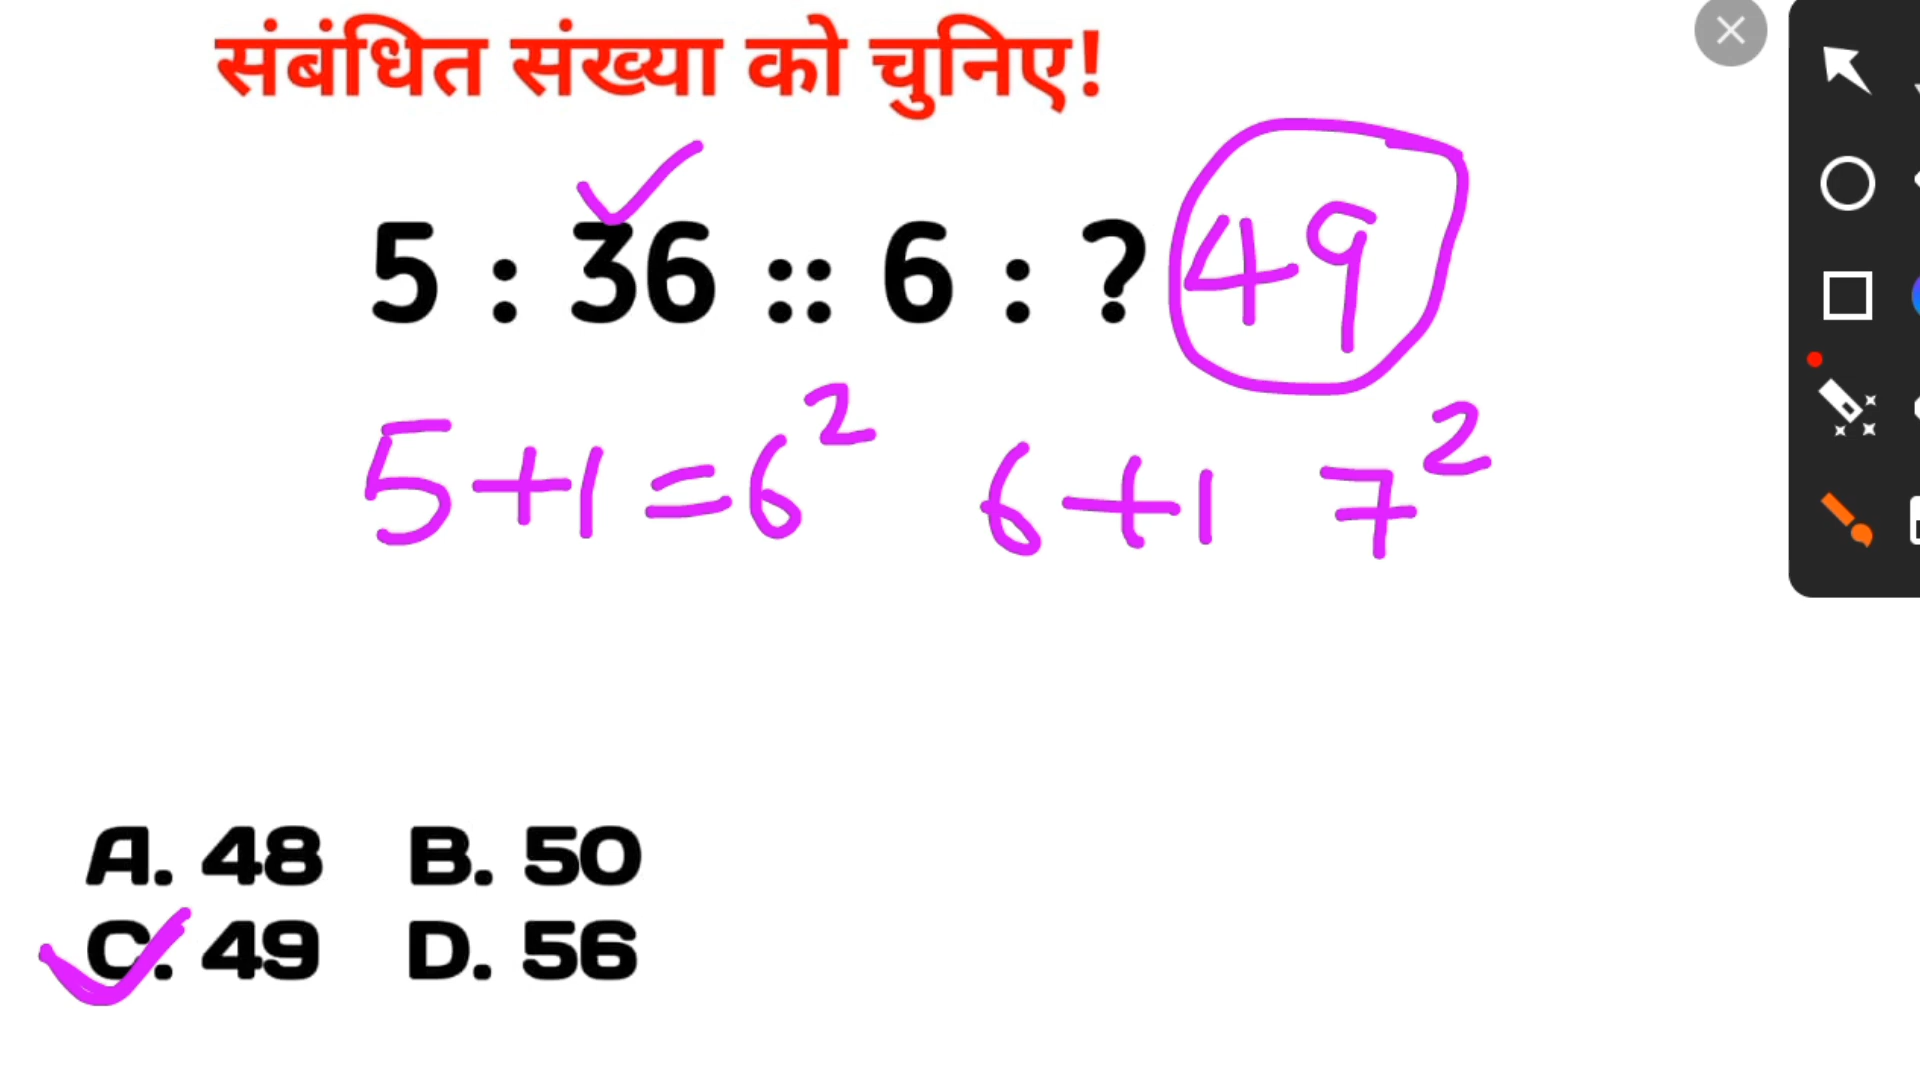 संबंधित संख्या को चुनिए!
5 : 36 :: 6 : ? 49
5+1=6² 6+1 7²
A. 48 B. 50
C. 49 D. 56